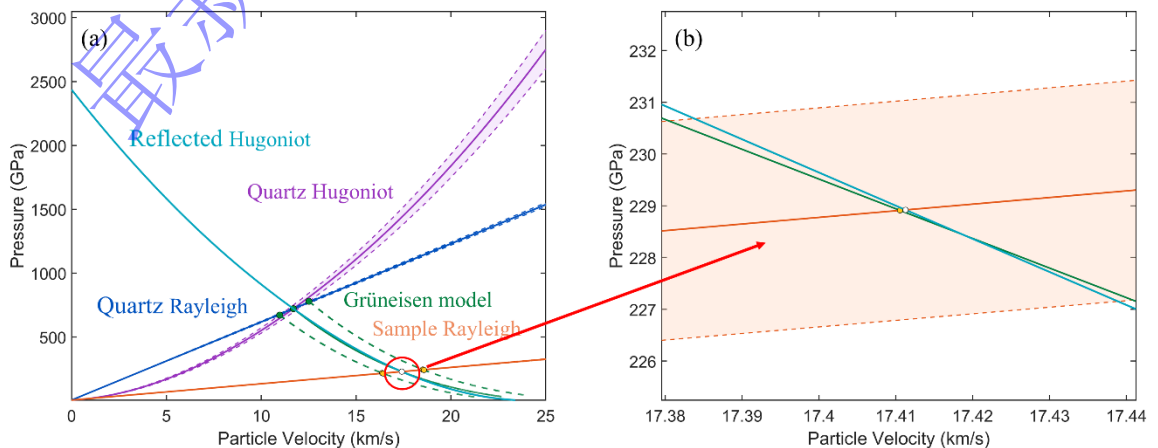 最
(a)
3000
2500
2000
1500
1000
500
0
5
10
15
20
25
Pressure (GPa)
Particle Velocity (km/s)
Reflected Hugoniot
Quartz Hugoniot
Quartz Rayleigh
Grüneisen model
Sample Rayleigh
(b)
232
231
230
229
228
227
226
17.38
17.39
17.4
17.41
17.42
17.43
17.44
Pressure (GPa)
Particle Velocity (km/s)